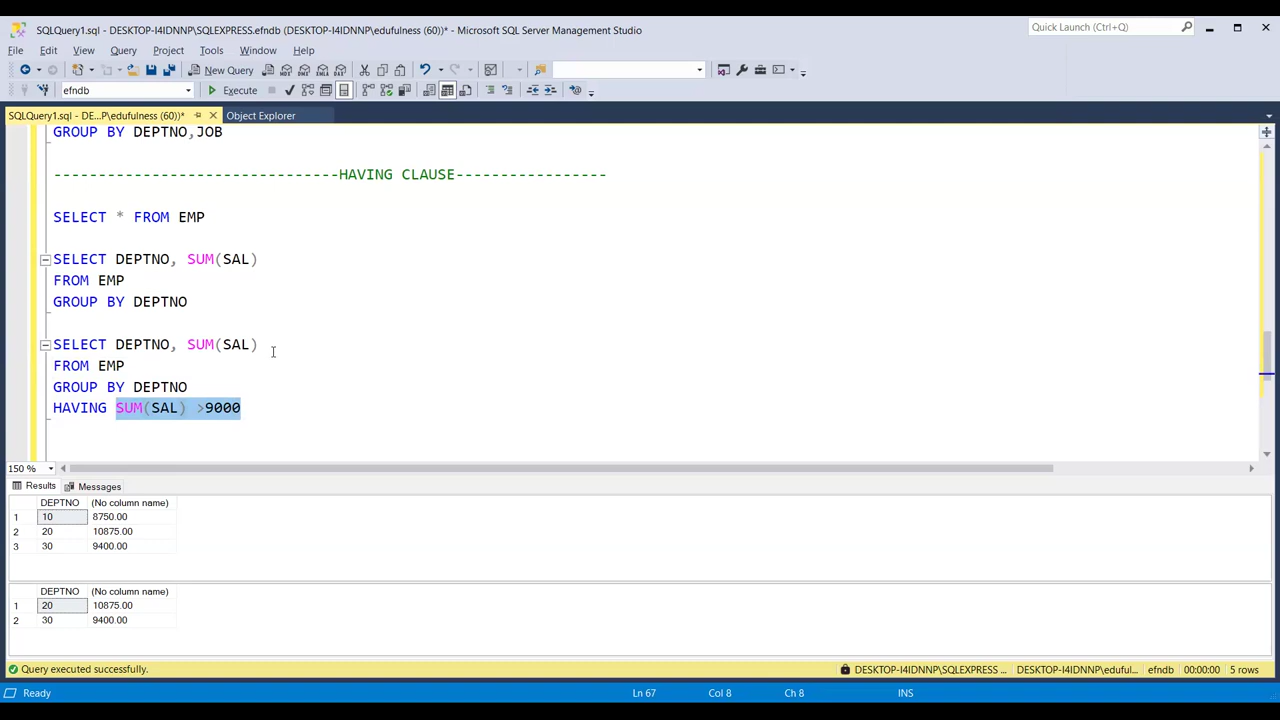 SQLQuery1.sql - DESKTOP-I4IDNNP\SQLEXPRESS.efndb (DESKTOP-I4IDNNP\edufulness (60))* - Microsoft SQL Server Management Studio
Quick Launch (Ctrl+Q)
File Edit View Query Project Tools Window Help
New Query
efndb Execute
SQLQuery1.sql - DE...P\edufulness (60))* Object Explorer
GROUP BY DEPTNO,JOB
--------------------------------HAVING CLAUSE-----------------
SELECT * FROM EMP
SELECT DEPTNO, SUM(SAL)
FROM EMP
GROUP BY DEPTNO
SELECT DEPTNO, SUM(SAL)
FROM EMP
GROUP BY DEPTNO
HAVING SUM(SAL) >9000
150 %
Results Messages
DEPTNO (No column name)
1 10 8750.00
2 20 10875.00
3 30 9400.00
DEPTNO (No column name)
1 20 10875.00
2 30 9400.00
Query executed successfully. DESKTOP-I4IDNNP\SQLEXPRESS ... DESKTOP-I4IDNNP\eduful... efndb 00:00:00 5 rows
Ready Ln 67 Col 8 Ch 8 INS